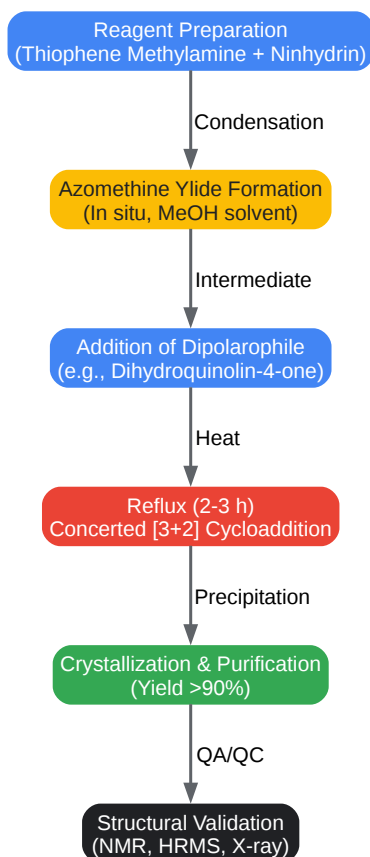 Reagent Preparation
(Thiophene Methylamine + Ninhydrin)
Condensation
Azomethine Ylide Formation
(In situ, MeOH solvent)
Intermediate
Addition of Dipolarophile
(e.g., Dihydroquinolin-4-one)
Heat
Reflux (2-3 h)
Concerted [3+2] Cycloaddition
Precipitation
Crystallization & Purification
(Yield >90%)
QA/QC
Structural Validation
(NMR, HRMS, X-ray)